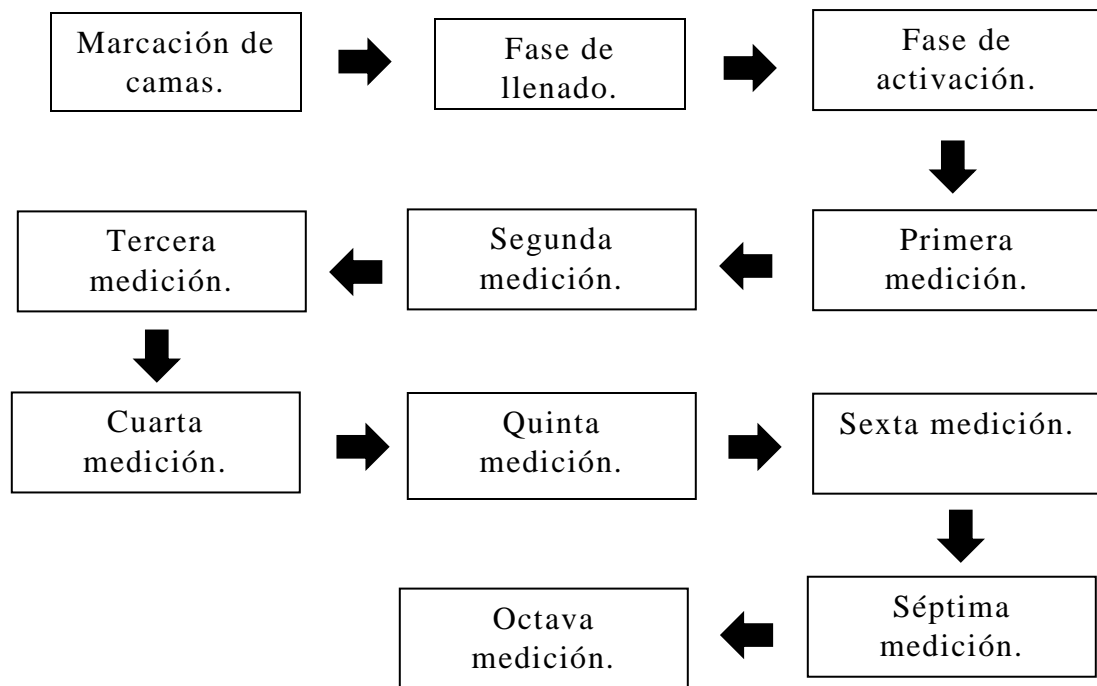 Marcación de
camas.
Fase de
llenado.
Fase de
activación.
Primera
medición.
Segunda
medición.
Tercera
medición.
Cuarta
medición.
Quinta
medición.
Sexta medición.
Séptima
medición.
Octava
medición.